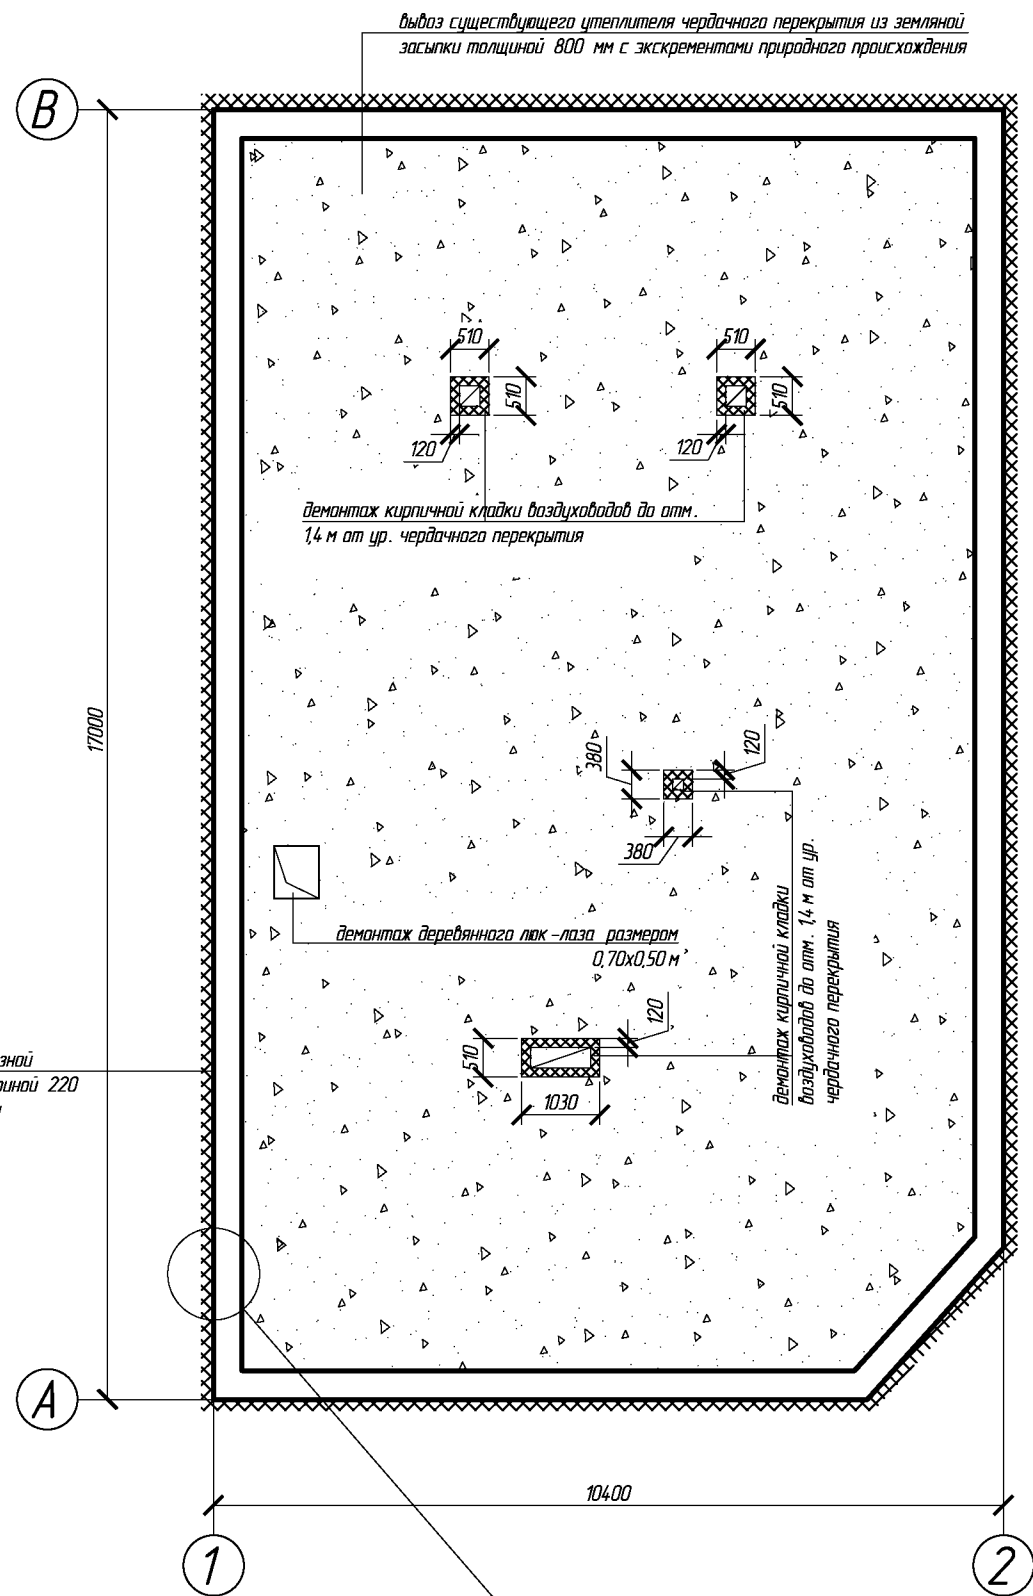 вывоз существующего утеплителя чердачного перекрытия из земляной
засыпки толщиной 800 мм с экскрементами природного происхождения
В
510
510
510
510
120
120
демонтаж кирпичной кладки воздуховодов до отм.
1,4 м от ур. чердачного перекрытия
17000
380
120
380
демонтаж кирпичной кладки
воздуховодов до отм. 1,4 м от ур.
чердачного перекрытия
демонтаж деревянного люк-лаза размером
0,70х0,50 м
120
510
1030
зной
риной 220
А
10400
1
2